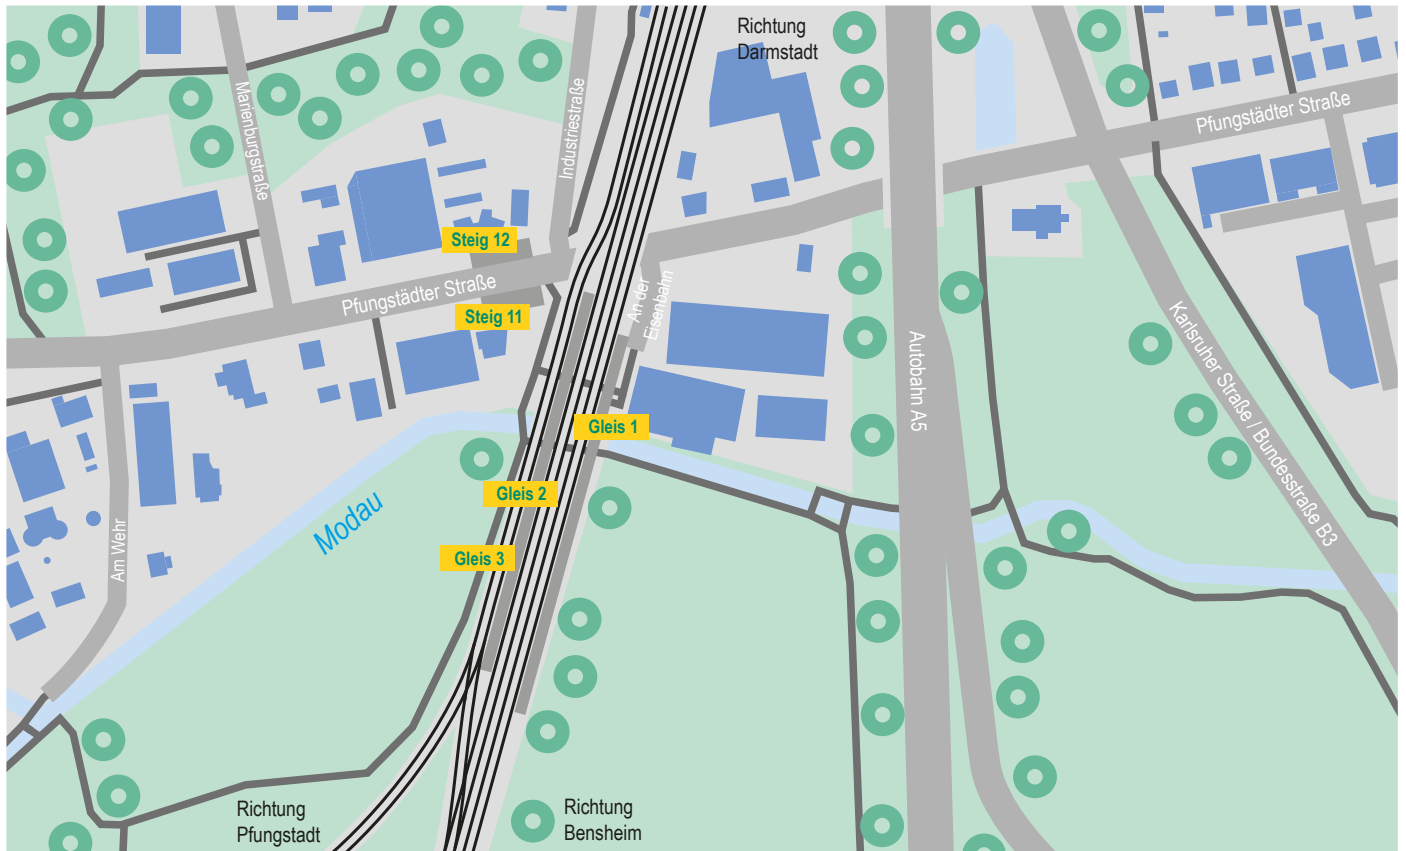 Richtung
Darmstadt
Pfungstädter Straße
Marienburgstraße
Industriestraße
Steig 12
Pfungstädter Straße
Steig 11
An der
Eisenbahn
Autobahn A5
Karlsruher Straße / Bundesstraße B3
Gleis 1
Gleis 2
Modau
Gleis 3
Am Wehr
Richtung
Pfungstadt
Richtung
Bensheim